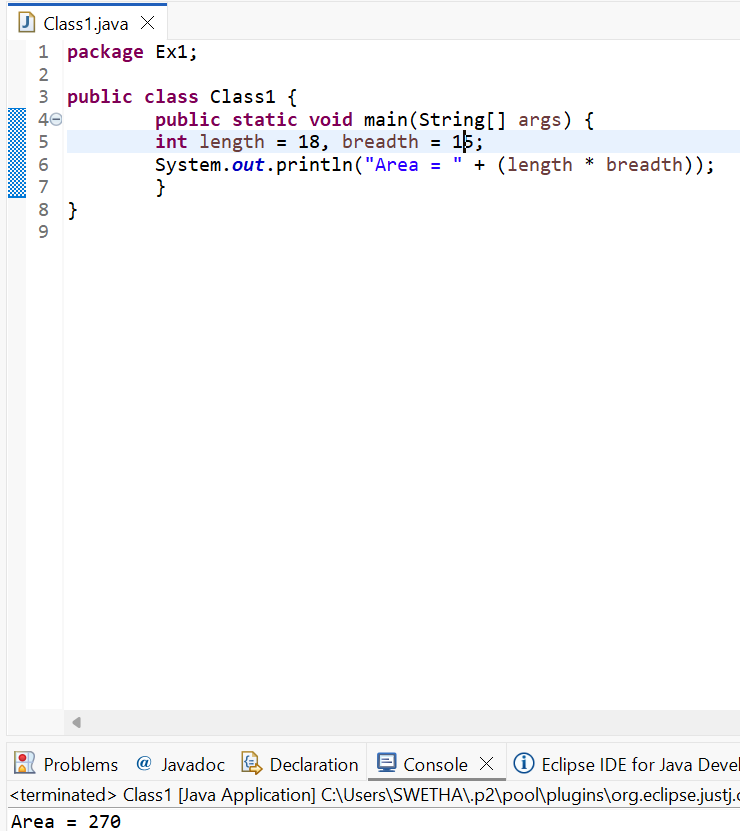 Class1.java
1 package Ex1;
2
3 public class Class1 {
4 public static void main(String[] args) {
5 int length = 18, breadth = 15;
6 System.out.println("Area = " + (length * breadth));
7 }
8 }
9
Problems @ Javadoc Declaration Console Eclipse IDE for Java Devel
<terminated> Class1 [Java Application] C:\Users\SWETHA\.p2\pool\plugins\org.eclipse.justj.o
Area = 270